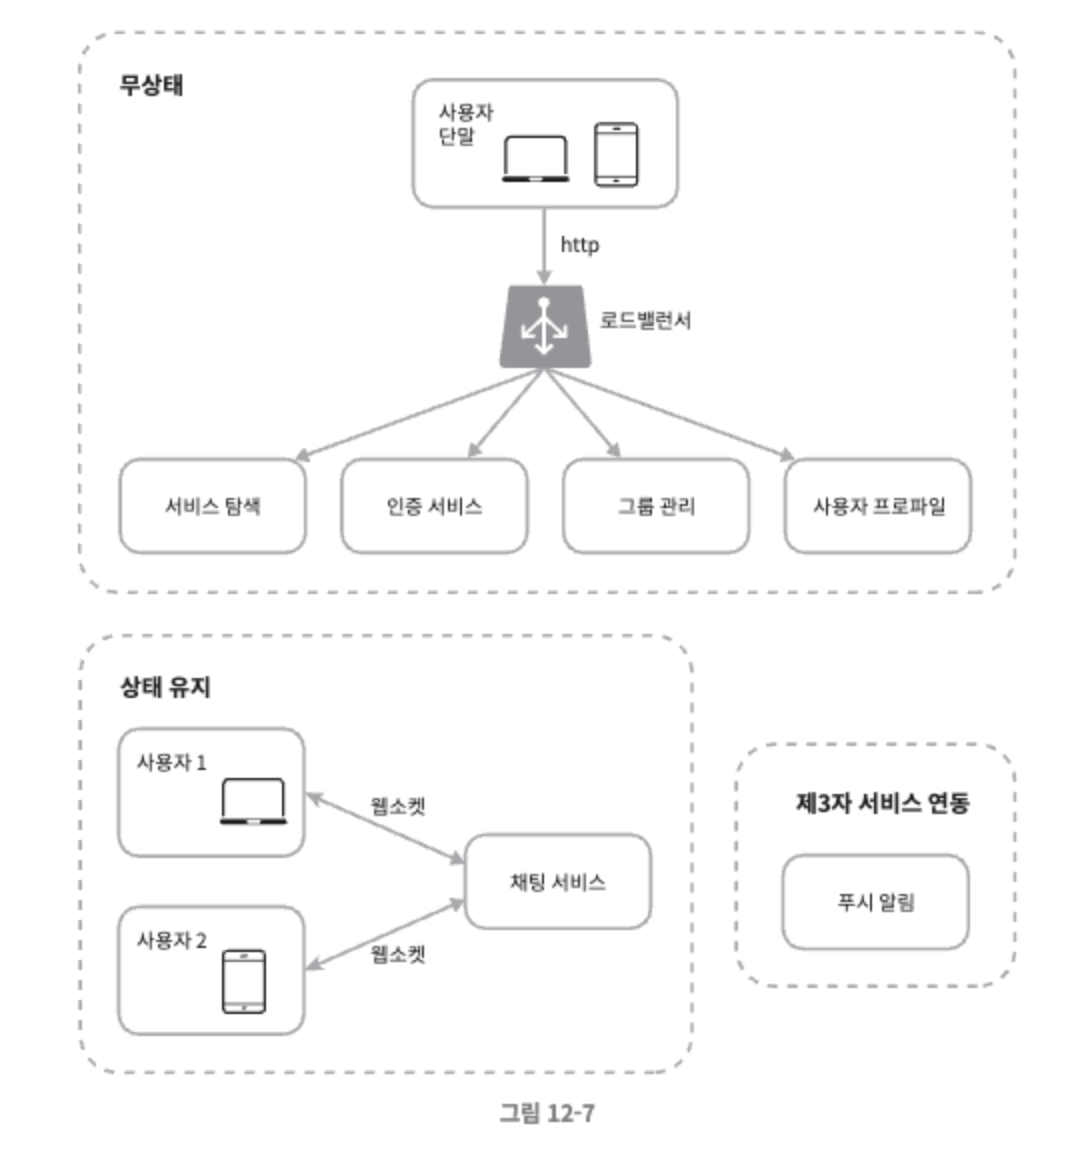 무상태
사용자
단말
http
로드밸런서
서비스 탐색
인증 서비스
그룹 관리
사용자 프로파일
상태 유지
사용자 1
웹소켓
채팅 서비스
사용자 2
웹소켓
제3자 서비스 연동
푸시 알림
그림 12-7